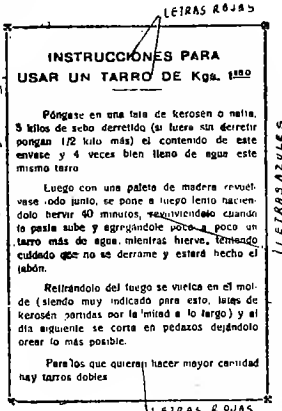 LETRAS ROJAS
INSTRUCCIONES PARA
USAR UN TARRO DE Kgs.
Póngase en una lata de kerosén o nafta,
5 kilos de sebo derretido (si fuera sin derretir
pongan 1/2 kilo más) el contenido de este
envase y 4 veces bien lleno de agua este
mismo tarro
Luego con una paleta de madera revuél-
vase todo junto, se pone a fuego lento hacién-
dolo hervir 40 minutos, revolviéndolo cuando
la pasta sube y agregándole poco a poco un
tarro más de agua, mientras hierve, teniendo
cuidado que no se derrame y estará hecho el
jabón.
Retirándolo del fuego se vuelca en el mol-
de (siendo muy indicado para esto, latas de
kerosén partidas por la mitad a lo largo) y al
día siguiente se corta en pedazos dejándolo
orear lo más posible.
Para los que quieran hacer mayor cantidad
hay tarros dobles
LETRAS AZULES
LETRAS ROJAS